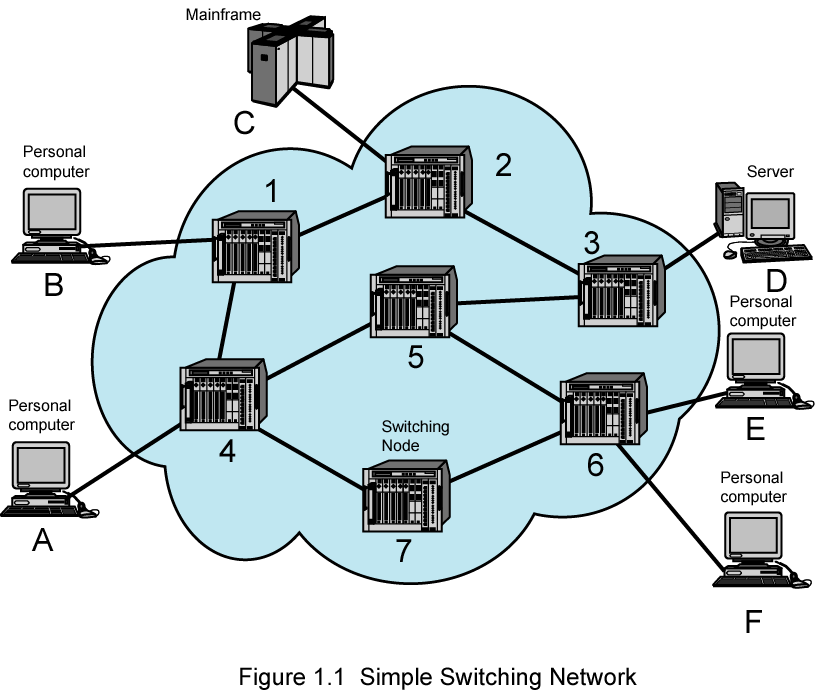 Mainframe
C
Personal
computer
B
1
2
Server
D
3
Personal
computer
E
5
4
Personal
computer
A
Switching
Node
7
6
Personal
computer
F
Figure 1.1 Simple Switching Network